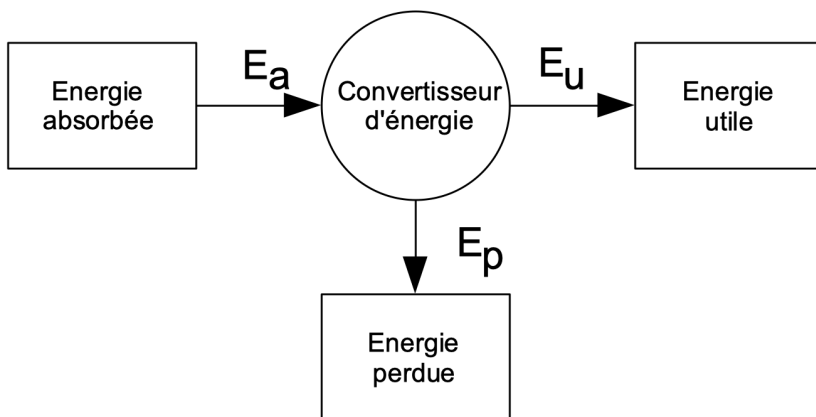 Energie
absorbée
Ea
Convertisseur
d'énergie
Eu
Energie
utile
Ep
Energie
perdue